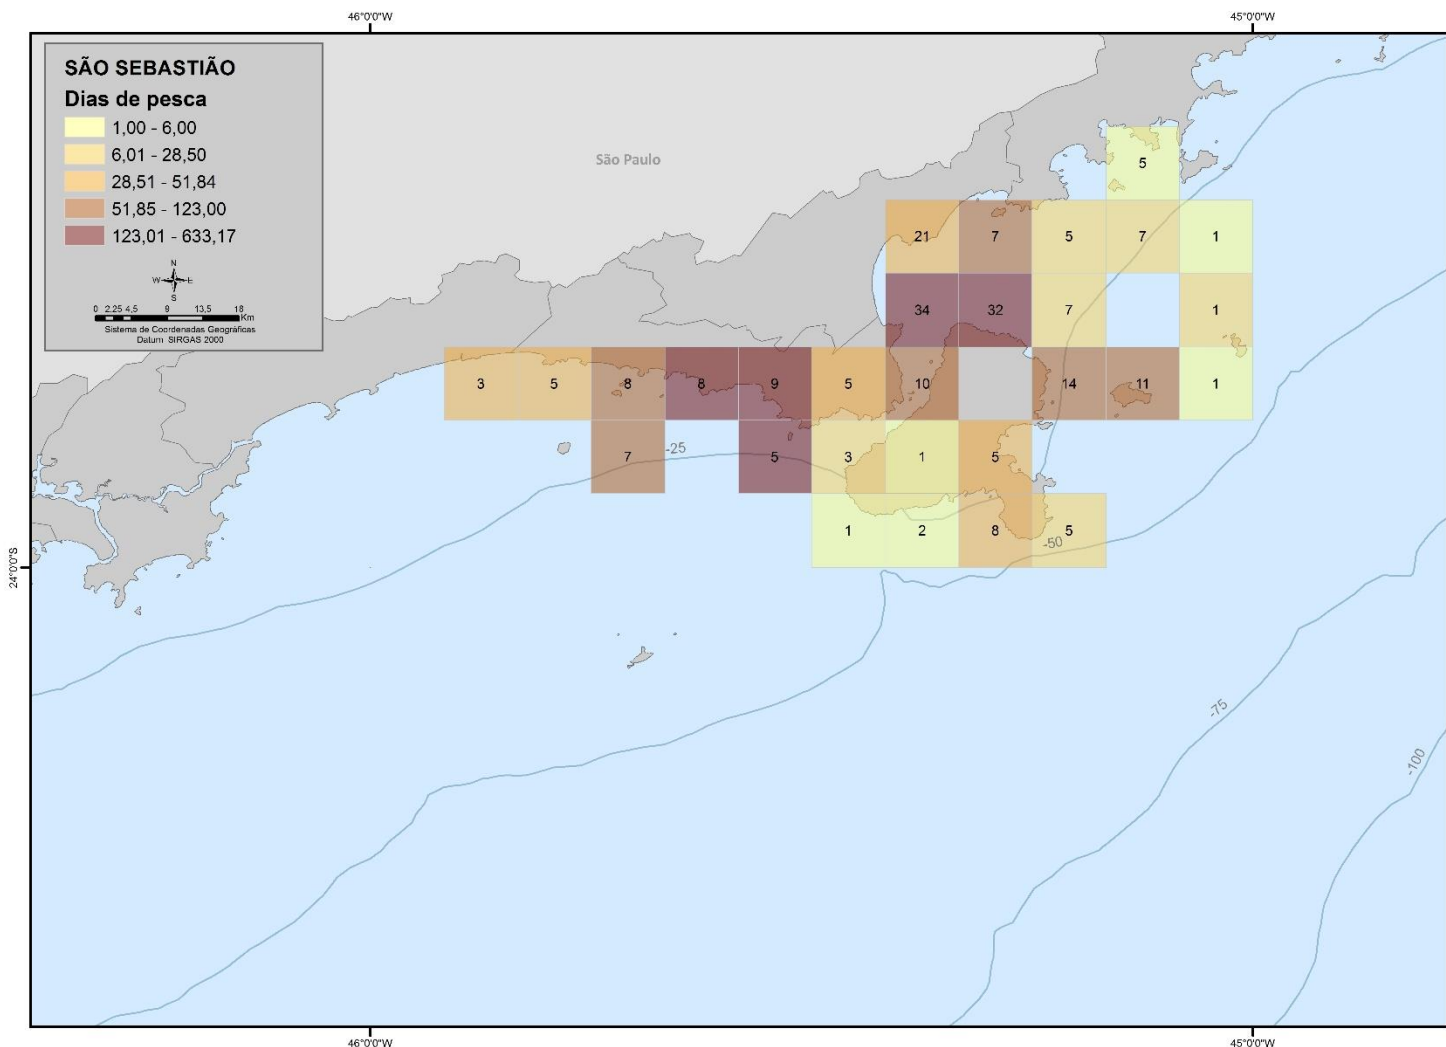 46°0'0"W 45°0'0"W
SÃO SEBASTIÃO
Dias de pesca
1,00 - 6,00
6,01 - 28,50
28,51 - 51,84
51,85 - 123,00
123,01 - 633,17
N
W E
S
0 2,25 4,5 9 13,5 18
Km
Sistema de Coordenadas Geográficas
Datum SIRGAS 2000
São Paulo
5
21 7 5 7 1
34 32 7 1
3 5 8 8 9 5 10 14 11 1
7 -25 5 3 1 5
1 2 8 5
-50
24°0'0"S
-75
-100
46°0'0"W 45°0'0"W